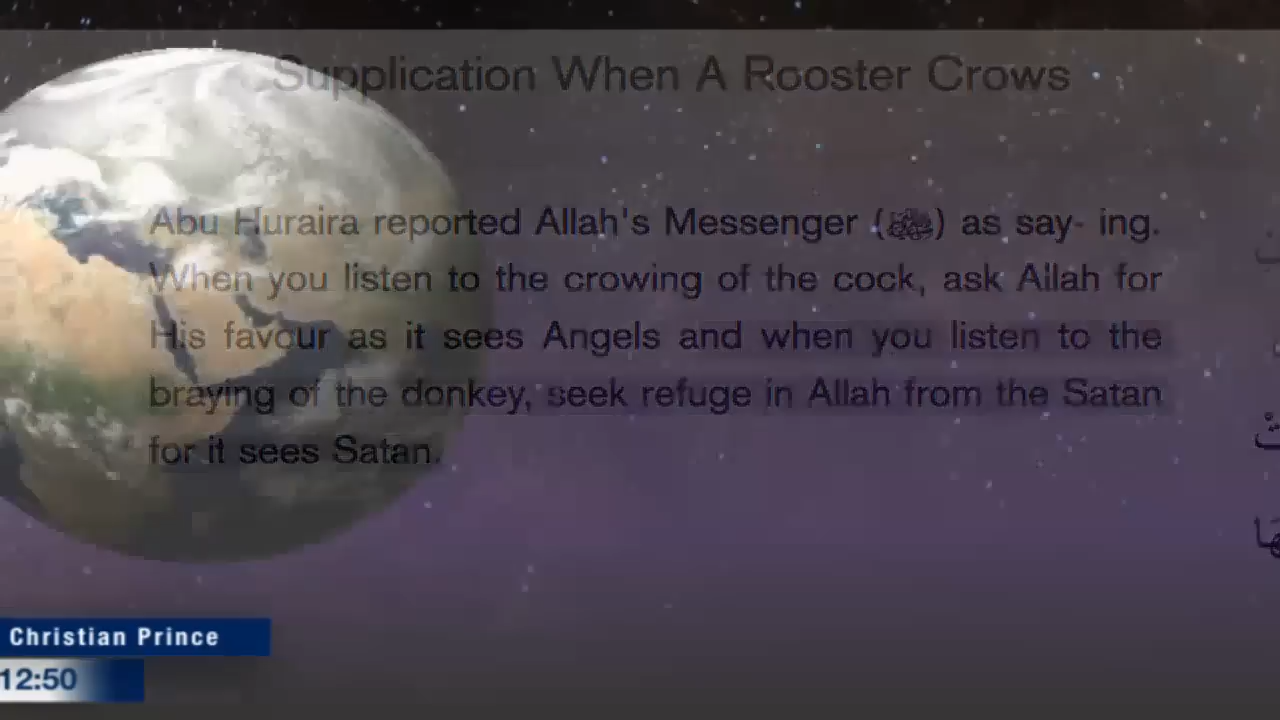 Supplication When A Rooster Crows
Abu Huraira reported Allah's Messenger (ﷺ) as say- ing.
When you listen to the crowing of the cock, ask Allah for
His favour as it sees Angels and when you listen to the
braying of the donkey, seek refuge in Allah from the Satan
for it sees Satan.
Christian Prince
12:50